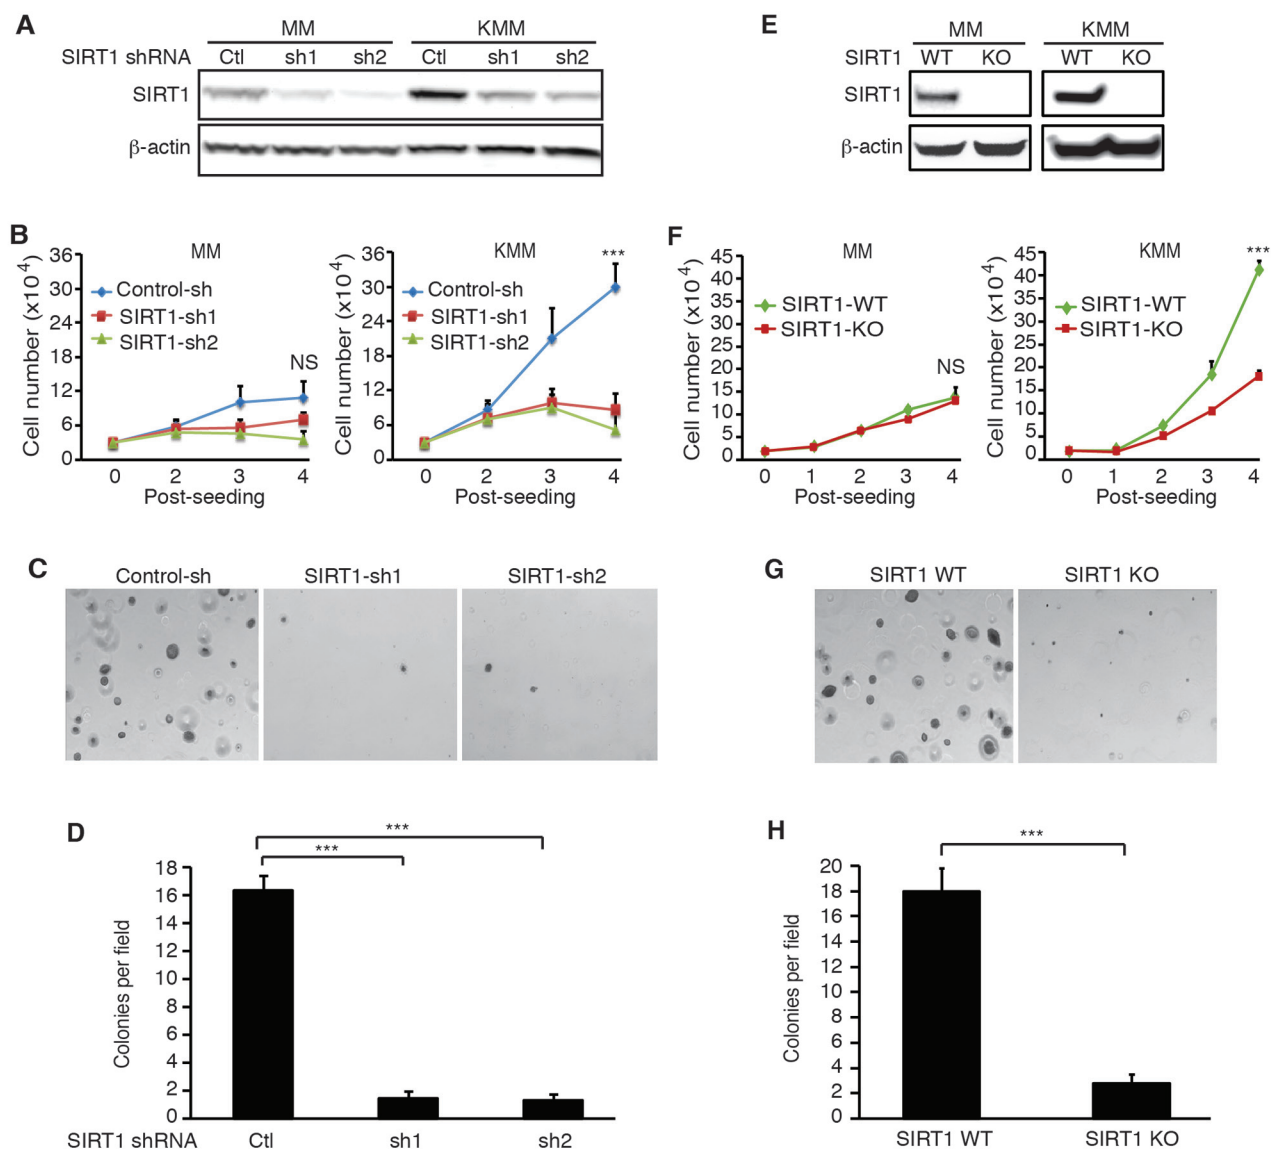 A
MM KMM
SIRT1 shRNA Ctl sh1 sh2 Ctl sh1 sh2
SIRT1
β-actin
B
MM
Cell number (x10⁴)
36
30
24
18
12
6
0
Control-sh
SIRT1-sh1
SIRT1-sh2
NS
0 2 3 4
Post-seeding
KMM
Cell number (x10⁴)
36
30
24
18
12
6
0
Control-sh
SIRT1-sh1
SIRT1-sh2
***
0 2 3 4
Post-seeding
C
Control-sh SIRT1-sh1 SIRT1-sh2
D
*** 
***
Colonies per field
18
16
14
12
10
8
6
4
2
0
SIRT1 shRNA Ctl sh1 sh2
E
MM KMM
SIRT1 WT KO WT KO
SIRT1
β-actin
F
MM
Cell number (x10⁴)
45
40
35
30
25
20
15
10
5
0
SIRT1-WT
SIRT1-KO
NS
0 1 2 3 4
Post-seeding
KMM
Cell number (x10⁴)
45
40
45
30
25
20
15
10
5
0
SIRT1-WT
SIRT1-KO
***
0 1 2 3 4
Post-seeding
G
SIRT1 WT SIRT1 KO
H
***
Colonies per field
20
18
16
14
12
10
8
6
4
2
0
SIRT1 WT SIRT1 KO